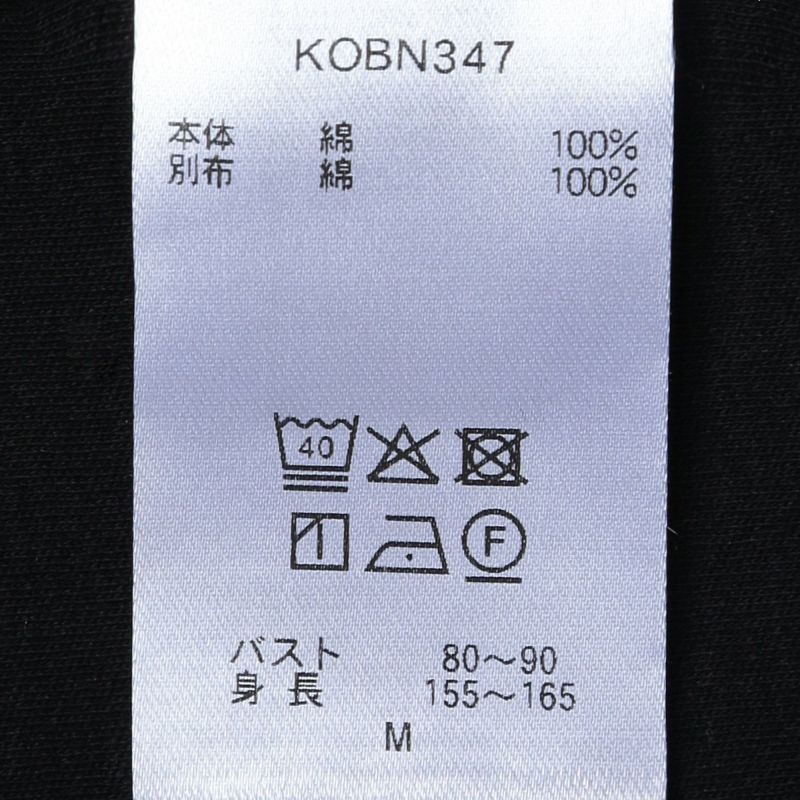 KOBN347
本体 綿 100%
別布 綿 100%
40
F
バスト 80～90
身長 155～165
M